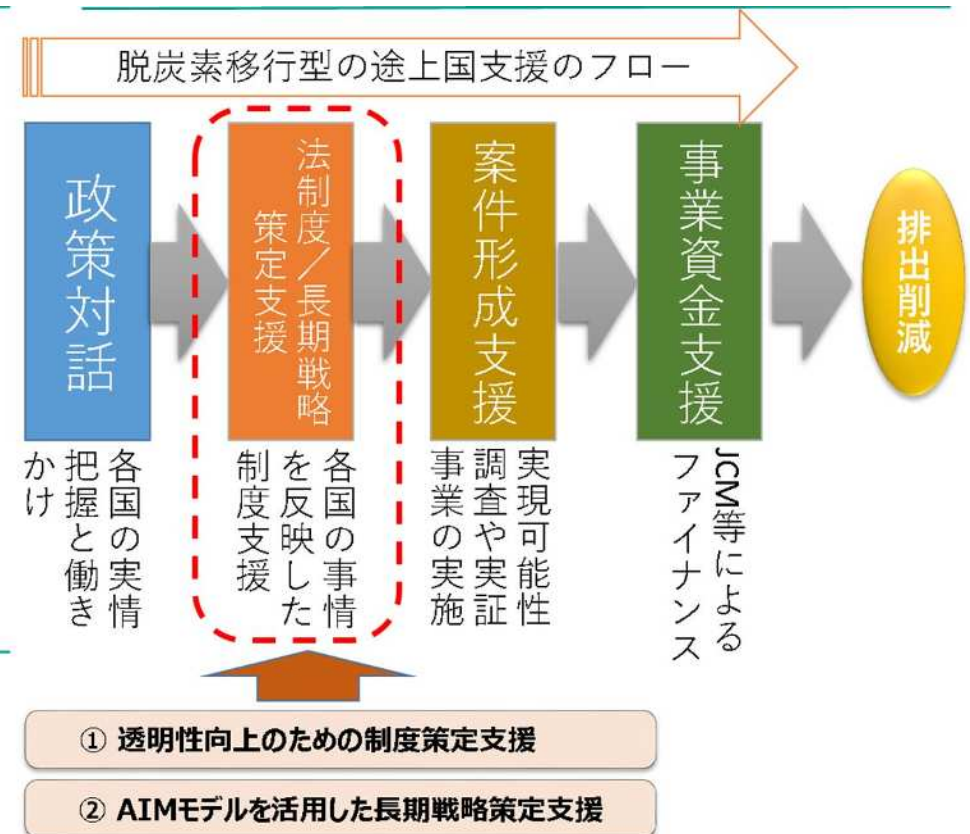 脱炭素移行型の途上国支援のフロー
政策対話
法制度／長期戦略
策定支援
案件形成支援
事業資金支援
排出削減
各国の実情
把握と働き
かけ
各国の事情
を反映した
制度支援
実現可能性
調査や実証
事業の実施
JCM等による
ファイナンス
① 透明性向上のための制度策定支援
② AIMモデルを活用した長期戦略策定支援